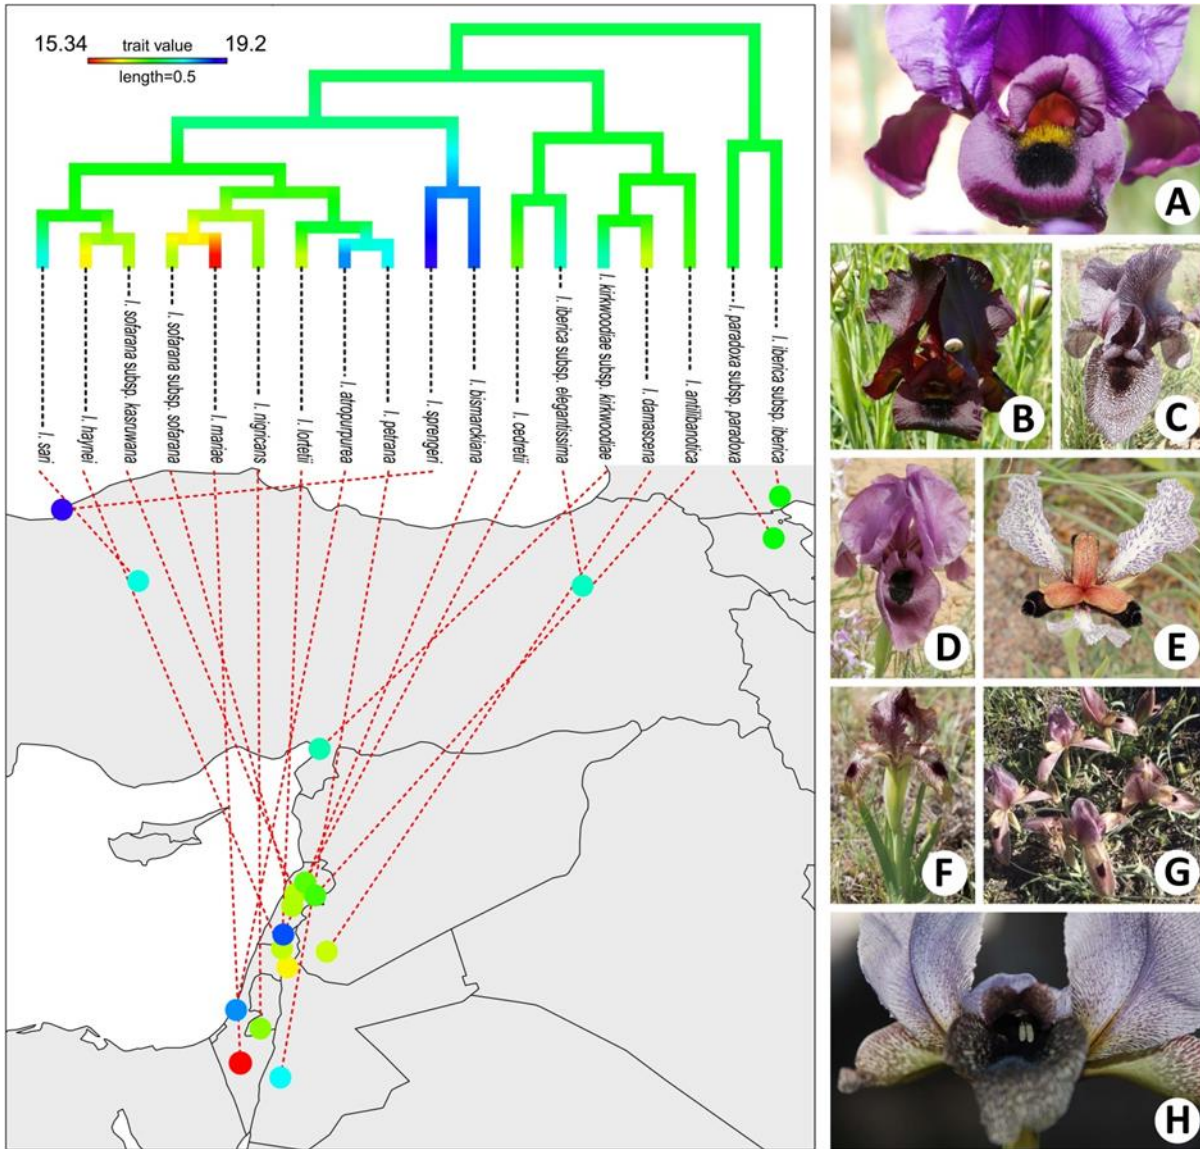 15.34 trait value 19.2
length=0.5
I. sari
I. haynei
I. sofarana subsp. kasruwana
I. sofarana subsp. sofarana
I. mariae
I. nigricans
I. lortetii
I. atropurpurea
I. petrana
I. sprengeri
I. bismarckiana
I. cedretii
I. iberica subsp. elegantissima
I. kirkwoodiae subsp. kirkwoodiae
I. damascena
I. antilibanotica
I. paradoxa subsp. paradoxa
I. iberica subsp. iberica
A
B
C
D
E
F
G
H